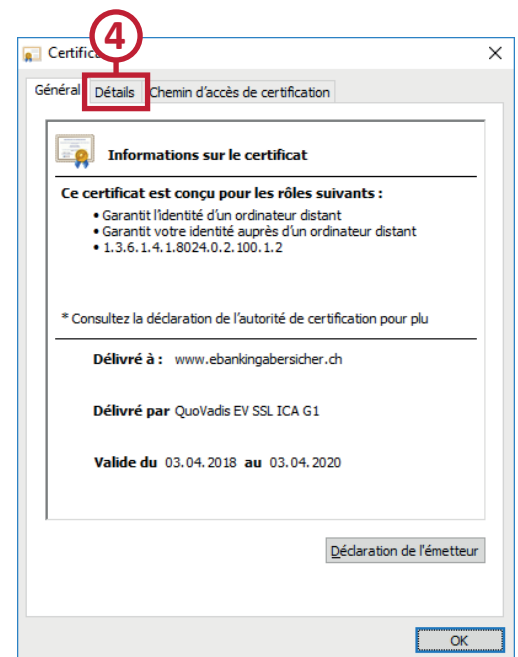 4
Certific
Général Détails Chemin d'accès de certification
Informations sur le certificat
Ce certificat est conçu pour les rôles suivants :
• Garantit l'identité d'un ordinateur distant
• Garantit votre identité auprès d'un ordinateur distant
• 1.3.6.1.4.1.8024.0.2.100.1.2
* Consultez la déclaration de l'autorité de certification pour plu
Délivré à : www.ebankingabersicher.ch
Délivré par QuoVadis EV SSL ICA G1
Valide du 03.04.2018 au 03.04.2020
Déclaration de l'émetteur
OK